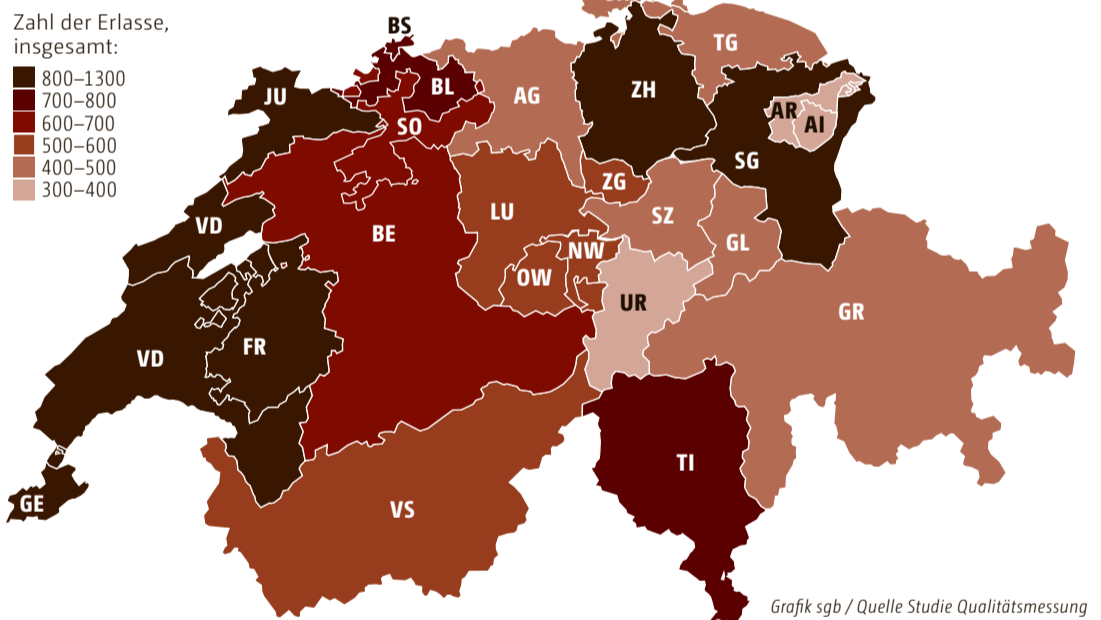 Zahl der Erlasse,
insgesamt:
800–1300
700–800
600–700
500–600
400–500
300–400
BS
TG
JU
BL
AG
ZH
AR
AI
SO
SG
ZG
LU
SZ
VD
BE
GL
NW
OW
UR
GR
FR
VD
TI
GE
VS
Grafik sgb / Quelle Studie Qualitätsmessung